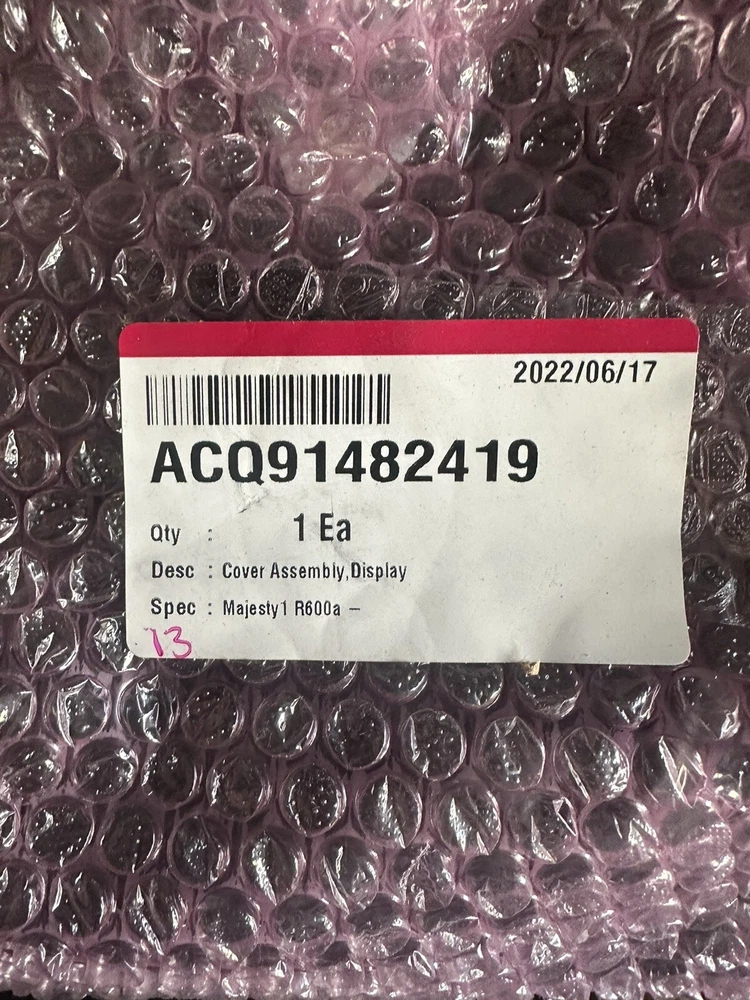 2022/06/17
ACQ91482419
Qty : 1 Ea
Desc : Cover Assembly,Display
Spec : Majesty1 R600a –
13